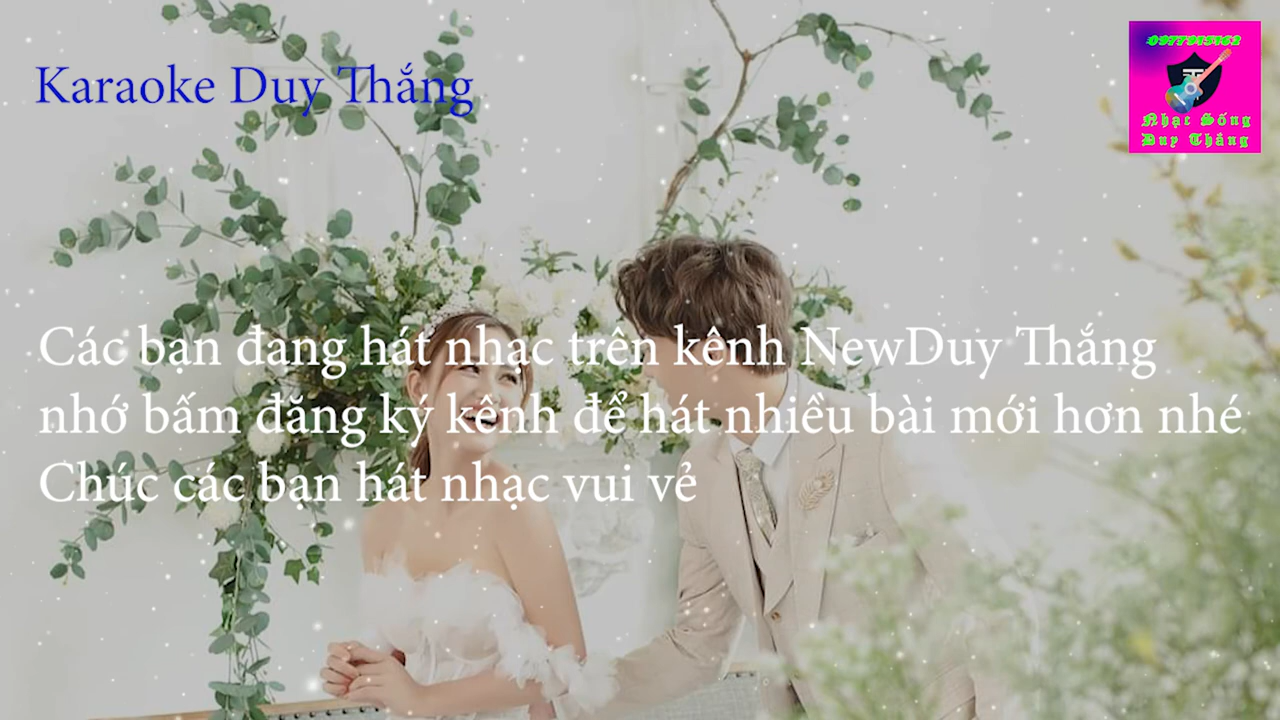 Karaoke Duy Thắng
Nhạc Sống
Duy Thắng
Các bạn đang hát nhạc trên kênh NewDuy Thắng
nhớ bấm đăng ký kênh để hát nhiều bài mới hơn nhé
Chúc các bạn hát nhạc vui vẻ